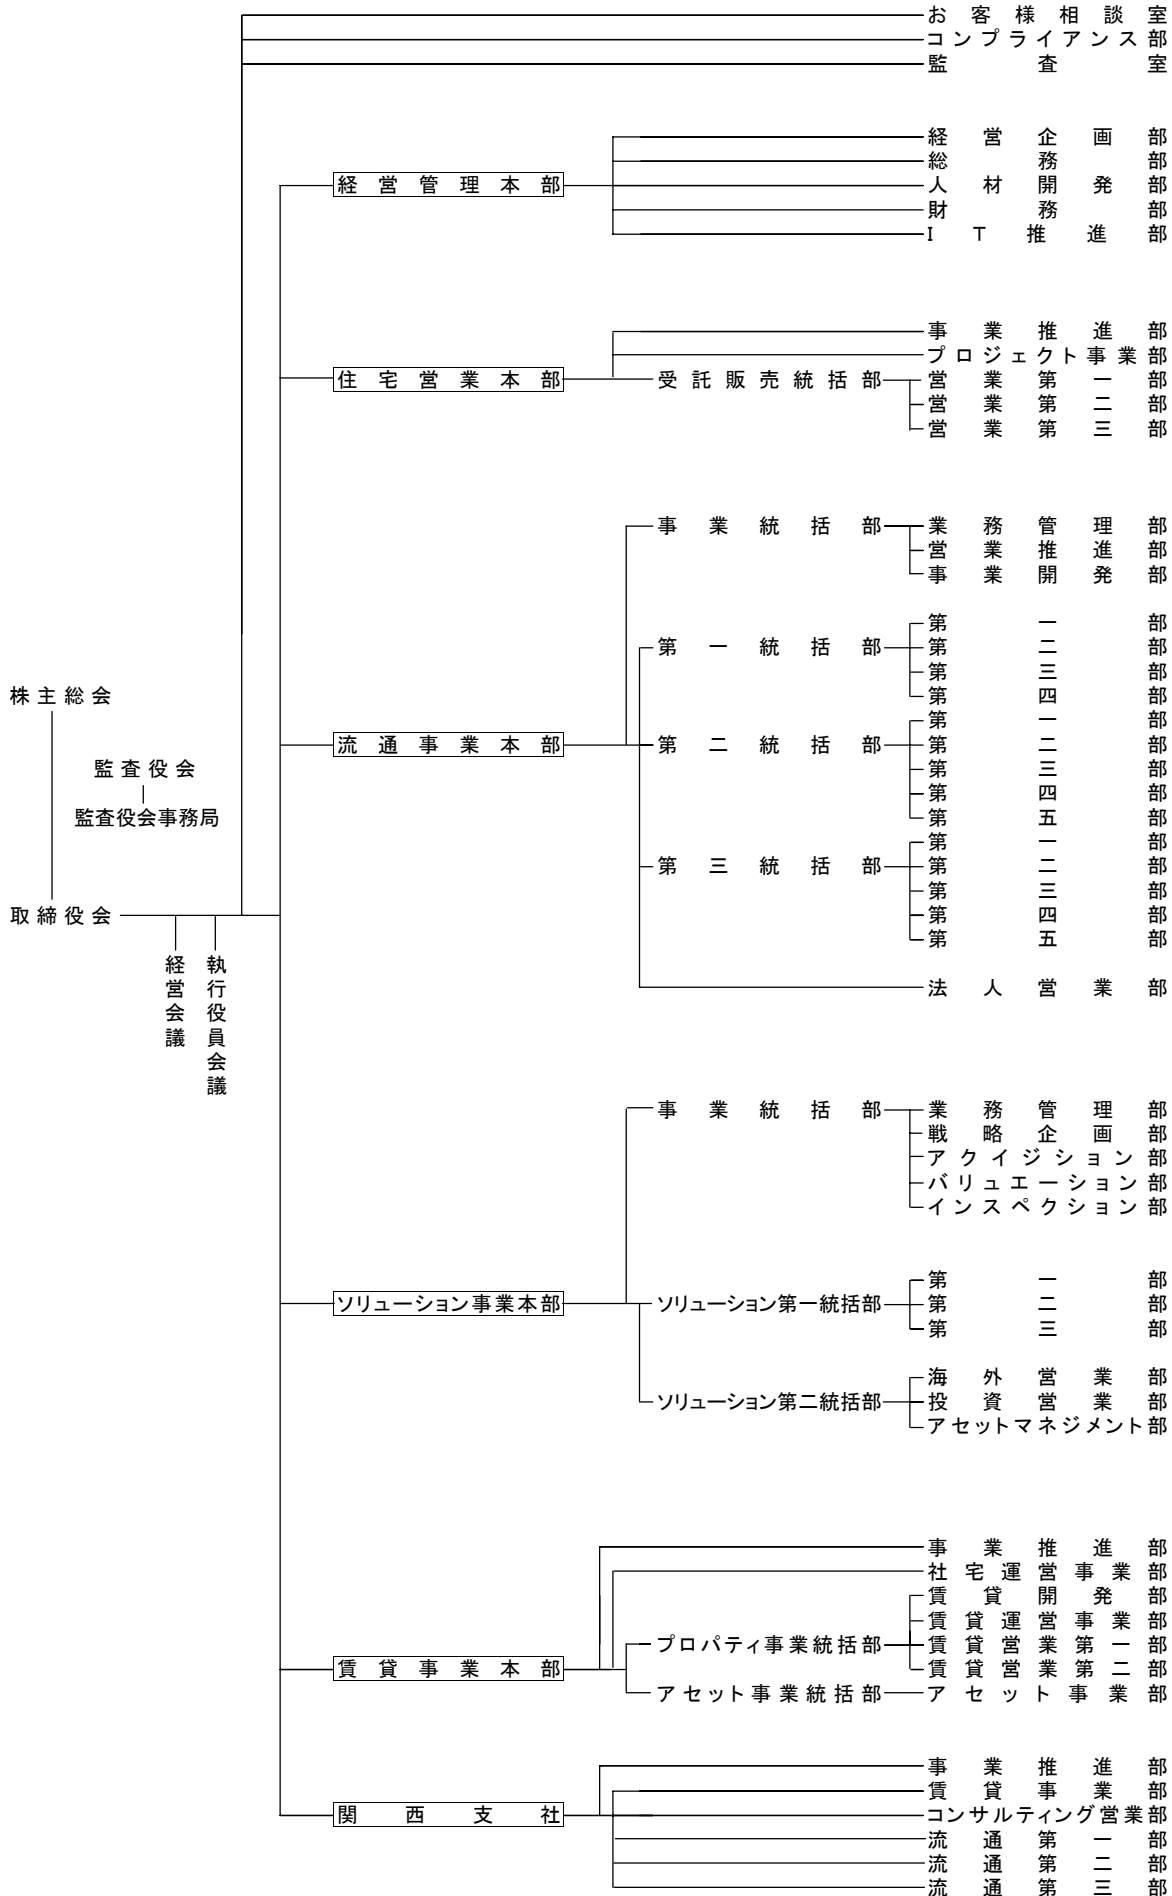 お客様相談室
コンプライアンス部
監査室
経営管理本部
経営企画部
総務部
人材開発部
財務部
IT推進部
住宅営業本部
事業推進部
プロジェクト事業部
受託販売統括部
営業第一部
営業第二部
営業第三部
株主総会
監査役会
監査役会事務局
取締役会
経営会議
執行役員会議
流通事業本部
事業統括部
業務管理部
営業推進部
事業開発部
第一統括部
第一部
第二部
第三部
第四部
第二統括部
第一部
第二部
第三部
第四部
第五部
第三統括部
第一部
第二部
第三部
第四部
第五部
法人営業部
ソリューション事業本部
事業統括部
業務管理部
戦略企画部
アクイジション部
バリュエーション部
インスペクション部
ソリューション第一統括部
第一部
第二部
第三部
ソリューション第二統括部
海外営業部
投資営業部
アセットマネジメント部
賃貸事業本部
事業推進部
社宅運営事業部
プロパティ事業統括部
賃貸開発部
賃貸運営事業部
賃貸営業第一部
賃貸営業第二部
アセット事業統括部
アセット事業部
関西支社
事業推進部
賃貸事業部
コンサルティング営業部
流通第一部
流通第二部
流通第三部